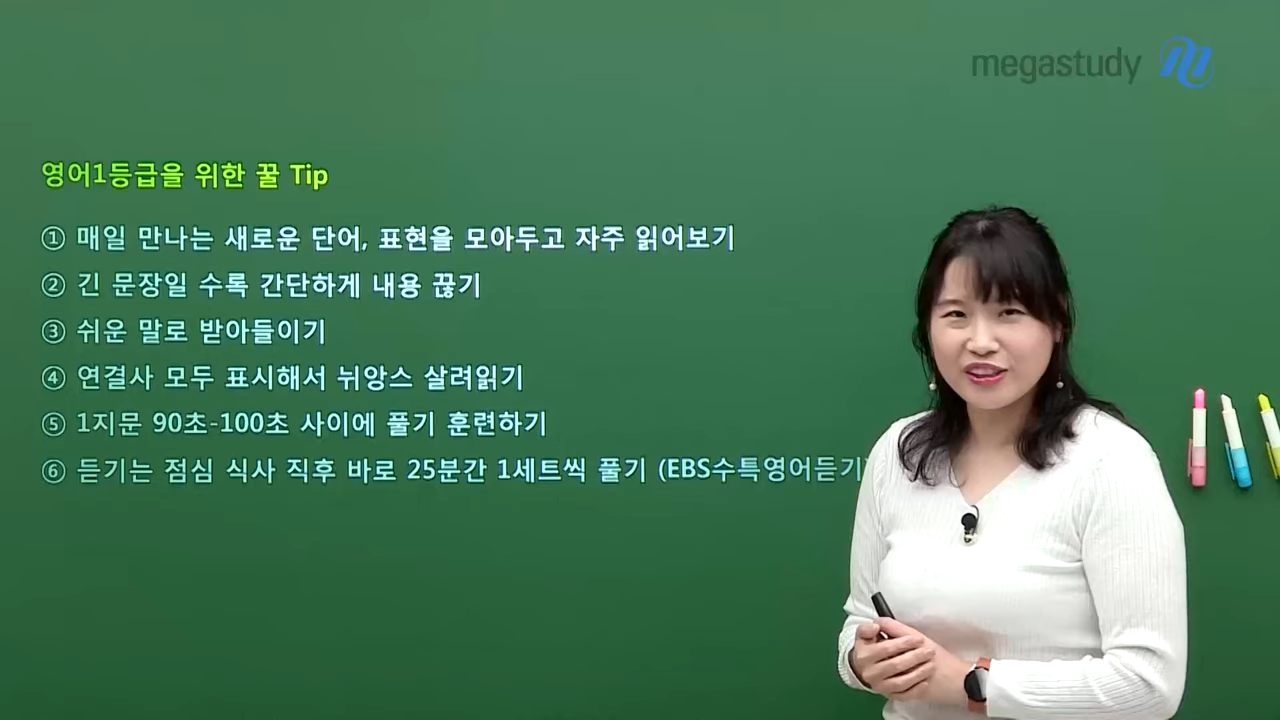 megastudy
영어1등급을 위한 꿀 Tip
① 매일 만나는 새로운 단어, 표현을 모아두고 자주 읽어보기
② 긴 문장일 수록 간단하게 내용 끊기
③ 쉬운 말로 받아들이기
④ 연결사 모두 표시해서 뉘앙스 살려읽기
⑤ 1지문 90초-100초 사이에 풀기 훈련하기
⑥ 듣기는 점심 식사 직후 바로 25분간 1세트씩 풀기 (EBS수특영어듣기)